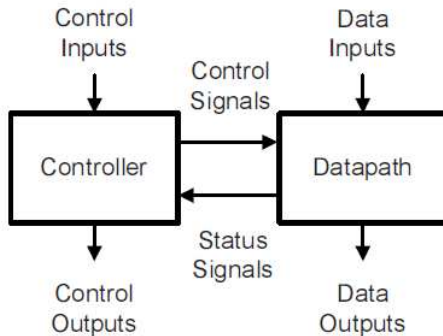 Control
Inputs
Data
Inputs
Control
Signals
Controller
Datapath
Status
Signals
Control
Outputs
Data
Outputs